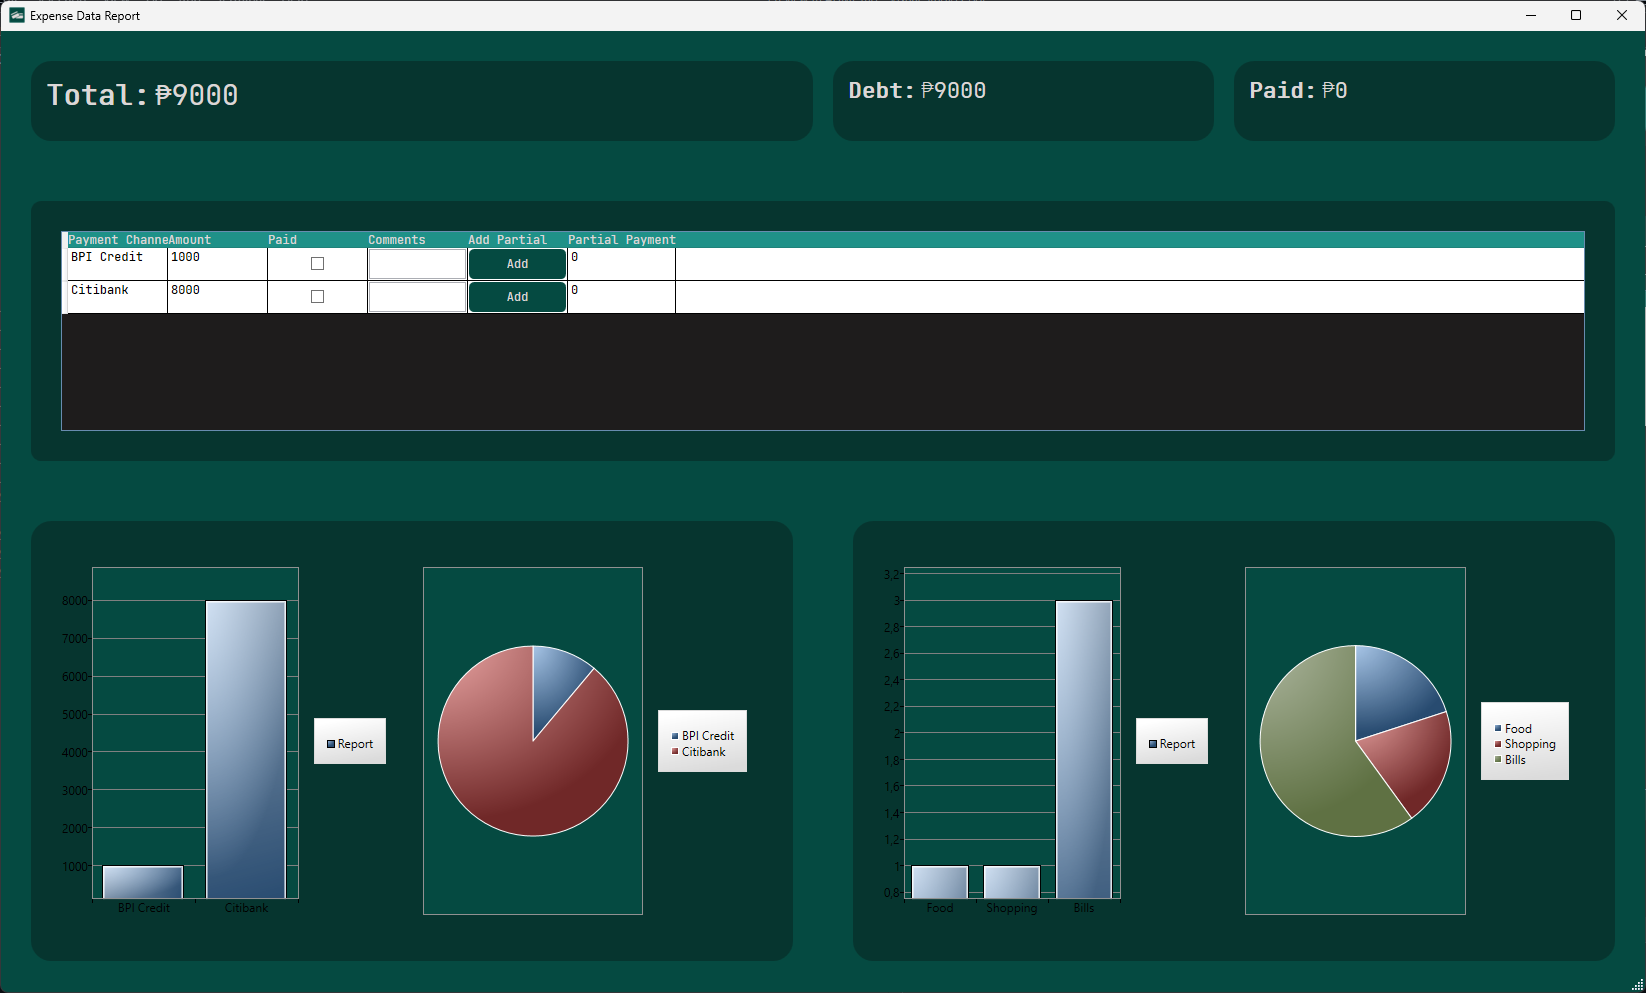 Expense Data Report
Total: ₱9000
Debt: ₱9000
Paid: ₱0
Payment Channe Amount Paid Comments Add Partial Partial Payment
BPI Credit 1000 Add 0
Citibank 8000 Add 0
8000
7000
6000
5000
4000
3000
2000
1000
BPI Credit Citibank
Report
BPI Credit
Citibank
3,2
3
2,8
2,6
2,4
2,2
2
1,8
1,6
1,4
1,2
1
0,8
Food Shopping Bills
Report
Food
Shopping
Bills